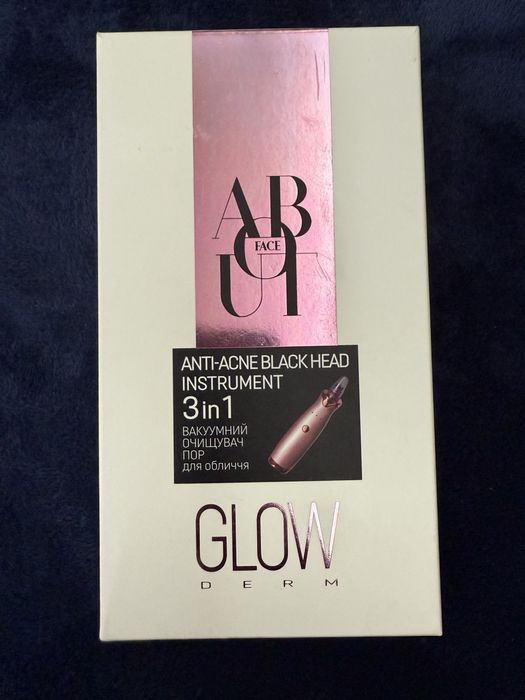 ABOUT
FACE
ANTI-ACNE BLACK HEAD
INSTRUMENT
3 in 1
ВАКУУМНИЙ
ОЧИЩУВАЧ
ПОР
для обличчя
GLOW
DERM